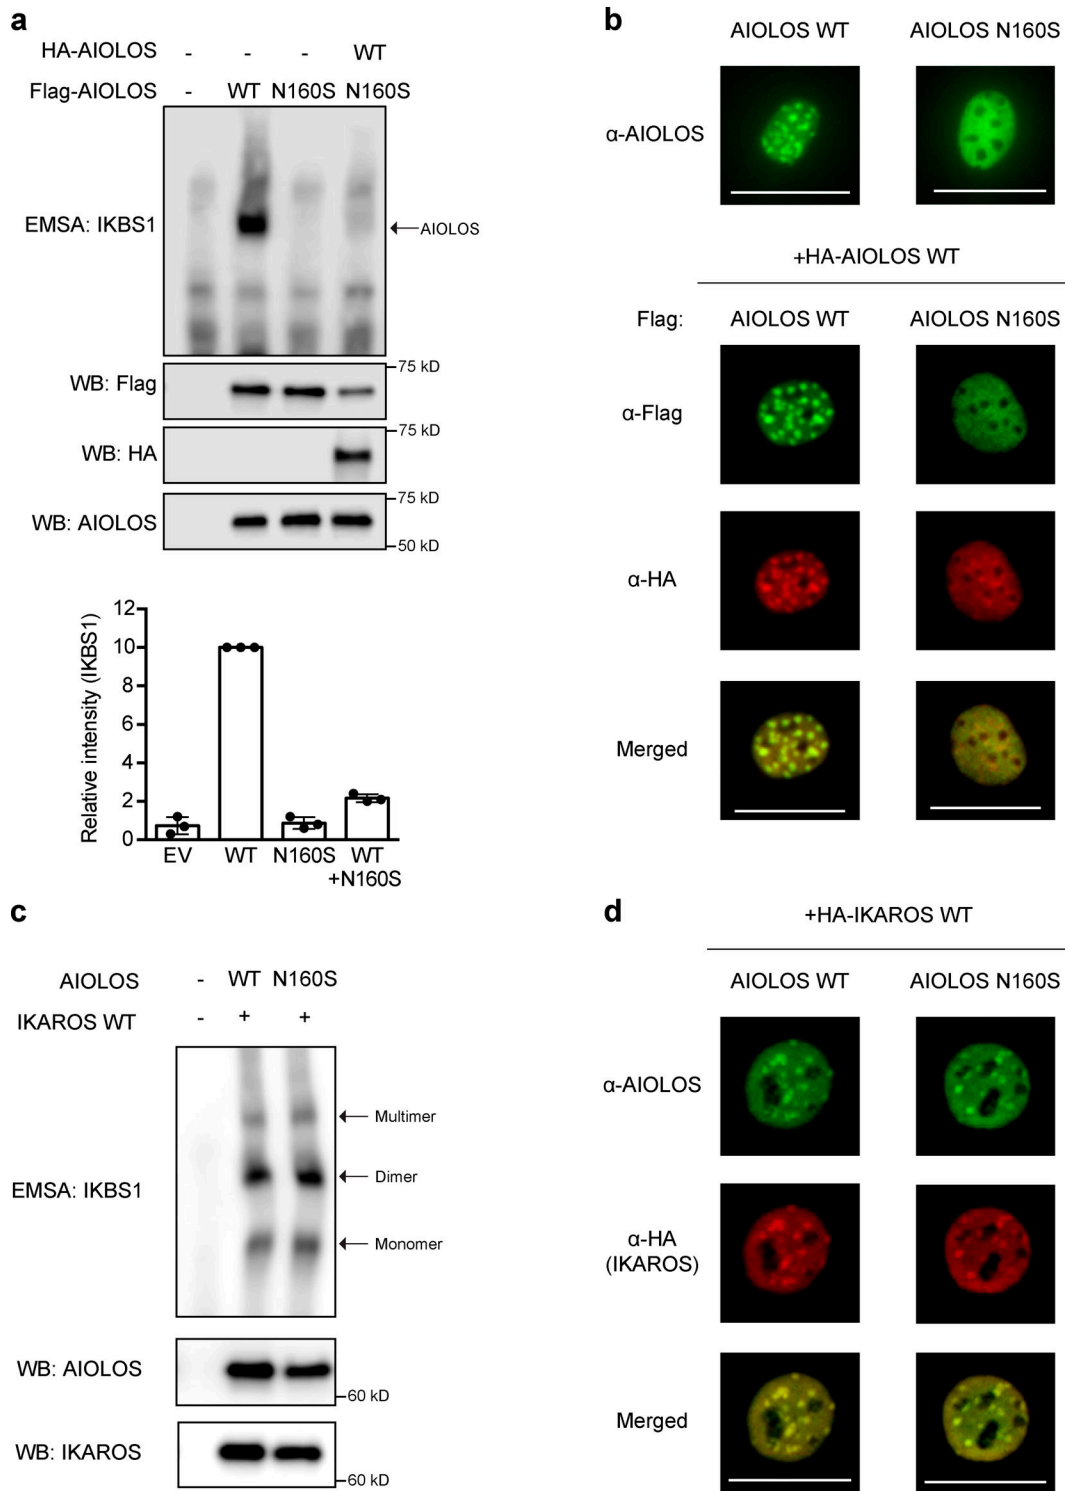 a
HA-AIOLOS - - - WT
Flag-AIOLOS - WT N160S N160S
EMSA: IKBS1
AIOLOS
WB: Flag
75 kD
WB: HA
75 kD
WB: AIOLOS
75 kD
50 kD
Relative intensity (IKBS1)
12
10
8
6
4
2
0
EV WT N160S WT
+N160S
b
AIOLOS WT AIOLOS N160S
α-AIOLOS
+HA-AIOLOS WT
Flag: AIOLOS WT AIOLOS N160S
α-Flag
α-HA
Merged
c
AIOLOS - WT N160S
IKAROS WT - + +
EMSA: IKBS1
Multimer
Dimer
Monomer
WB: AIOLOS
60 kD
WB: IKAROS
60 kD
d
+HA-IKAROS WT
AIOLOS WT AIOLOS N160S
α-AIOLOS
α-HA
(IKAROS)
Merged